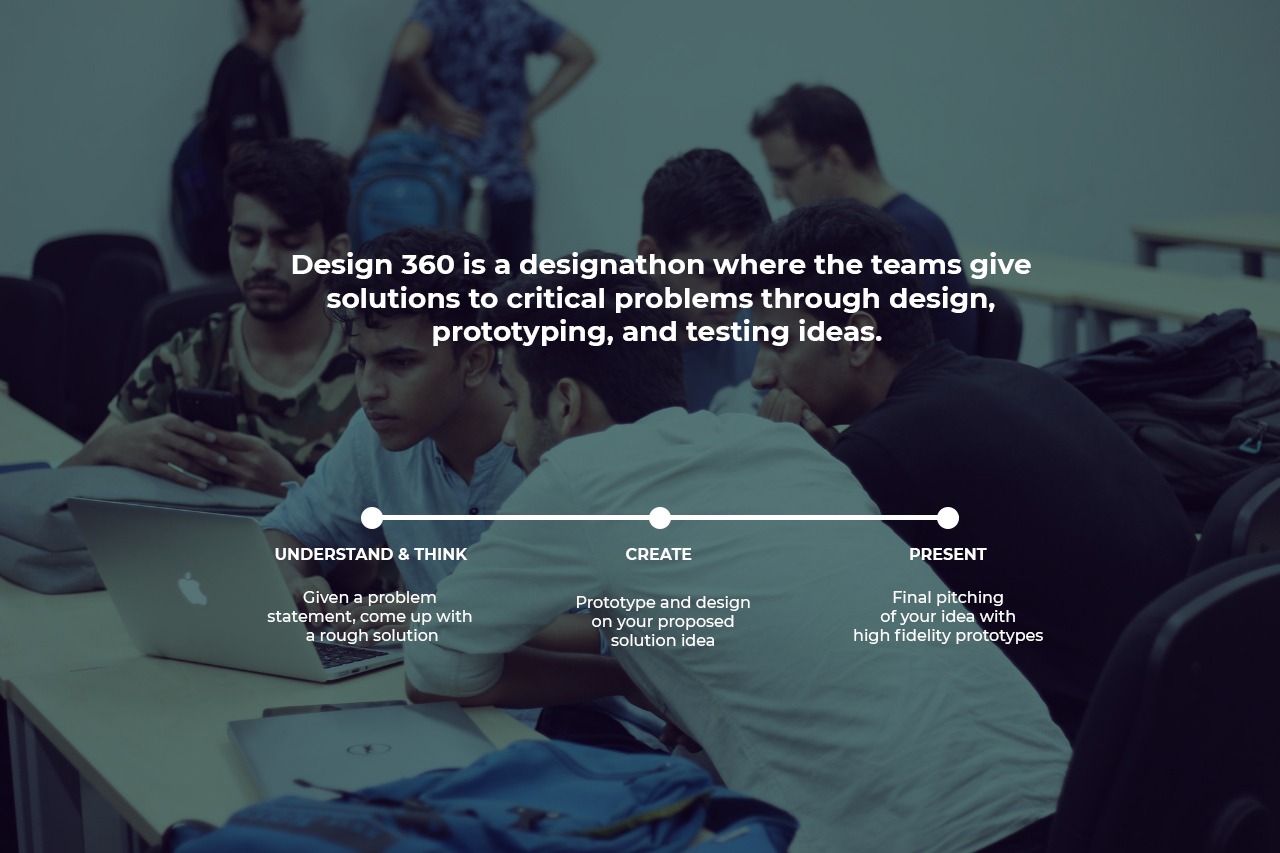 Design 360 is a designathon where the teams give
solutions to critical problems through design,
prototyping, and testing ideas.
UNDERSTAND & THINK
Given a problem
statement, come up with
a rough solution
CREATE
Prototype and design
on your proposed
solution idea
PRESENT
Final pitching
of your idea with
high fidelity prototypes